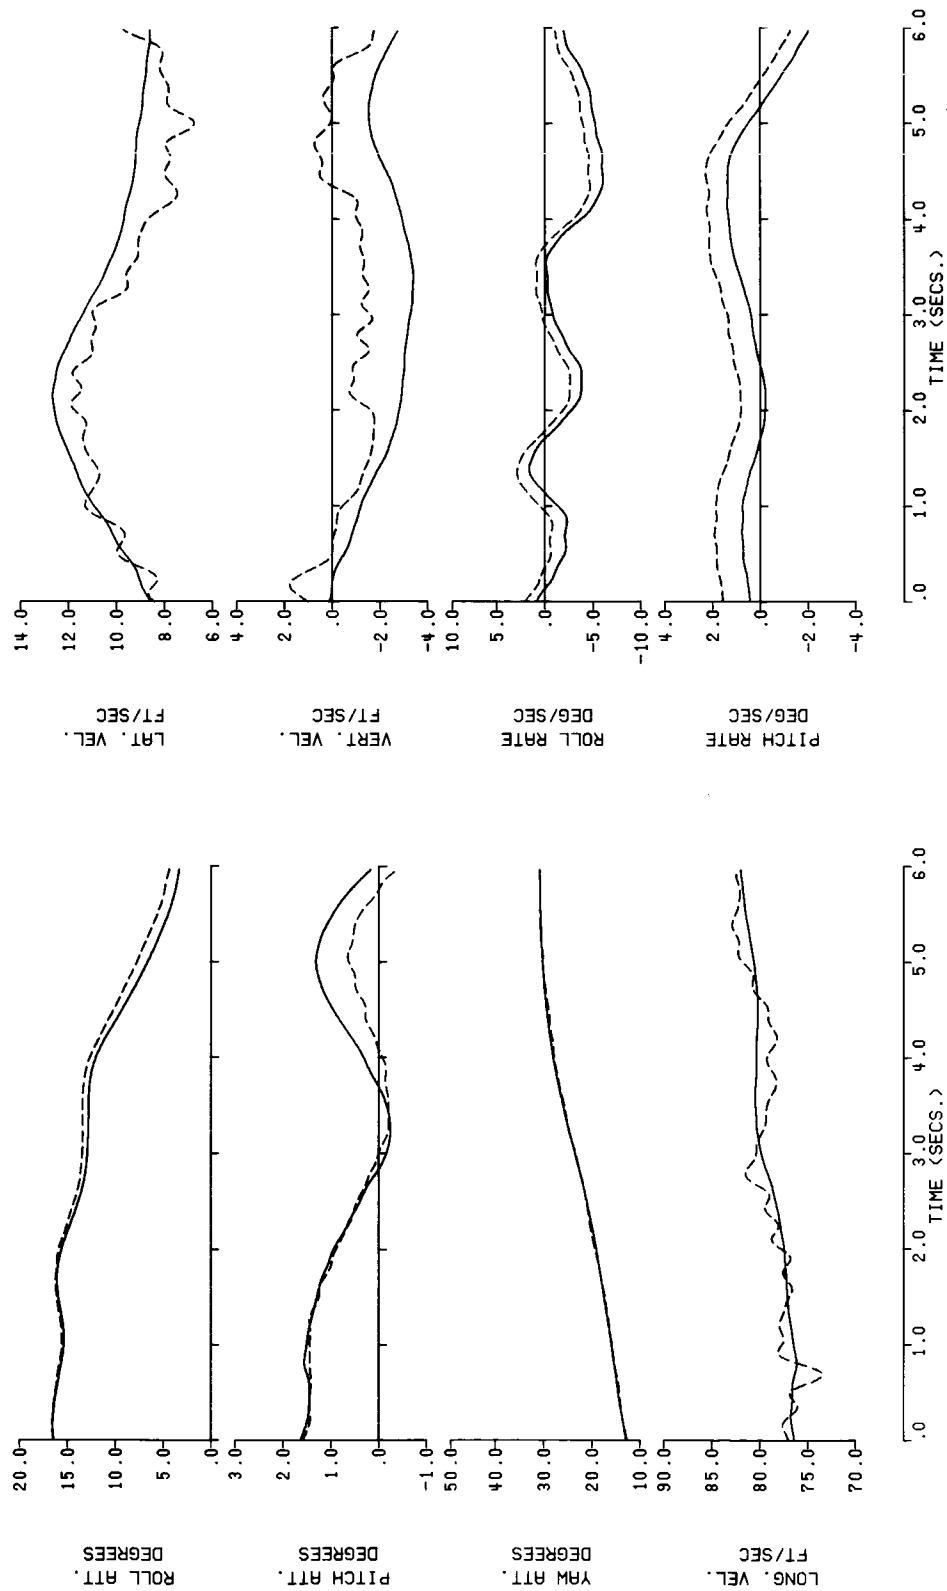 ROLL ATT.
DEGREES
20.0
15.0
10.0
5.0
.0
PITCH ATT.
DEGREES
3.0
2.0
1.0
.0
-1.0
YAW ATT.
DEGREES
50.0
40.0
30.0
20.0
10.0
LONG. VEL.
FT/SEC
90.0
85.0
80.0
75.0
70.0
.0 1.0 2.0 3.0 4.0 5.0 6.0
TIME (SECS.)
LAT. VEL.
FT/SEC
14.0
12.0
10.0
8.0
6.0
VERT. VEL.
FT/SEC
4.0
2.0
.0
-2.0
-4.0
ROLL RATE
DEG/SEC
10.0
5.0
.0
-5.0
-10.0
PITCH RATE
DEG/SEC
4.0
2.0
.0
-2.0
-4.0
.0 1.0 2.0 3.0 4.0 5.0 6.0
TIME (SECS.)